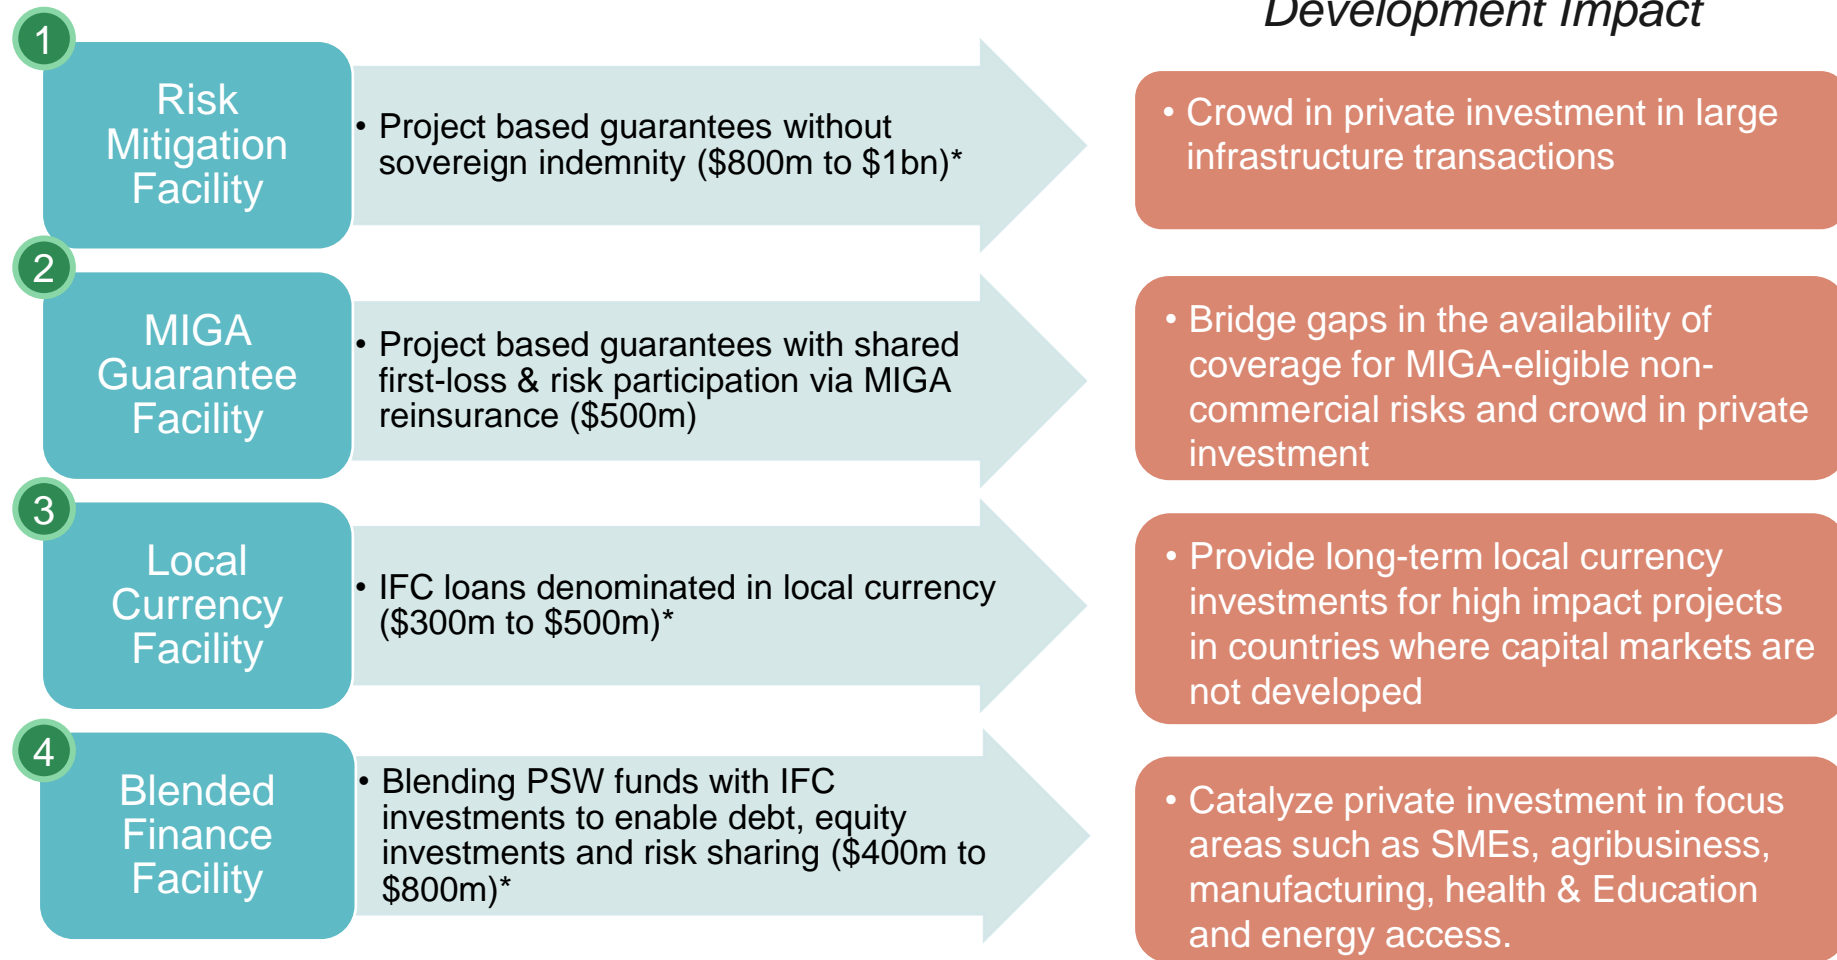 Development Impact
1
Risk
Mitigation
Facility
• Project based guarantees without
sovereign indemnity ($800m to $1bn)*
• Crowd in private investment in large
infrastructure transactions
2
MIGA
Guarantee
Facility
• Project based guarantees with shared
first-loss & risk participation via MIGA
reinsurance ($500m)
• Bridge gaps in the availability of
coverage for MIGA-eligible non-
commercial risks and crowd in private
investment
3
Local
Currency
Facility
• IFC loans denominated in local currency
($300m to $500m)*
• Provide long-term local currency
investments for high impact projects
in countries where capital markets are
not developed
4
Blended
Finance
Facility
• Blending PSW funds with IFC
investments to enable debt, equity
investments and risk sharing ($400m to
$800m)*
• Catalyze private investment in focus
areas such as SMEs, agribusiness,
manufacturing, health & Education
and energy access.